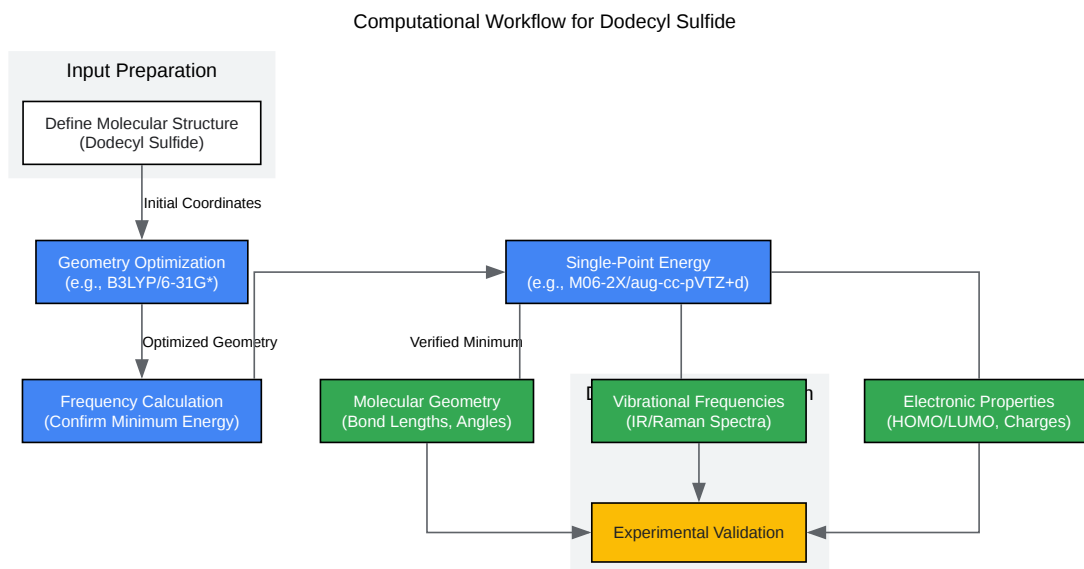 Computational Workflow for Dodecyl Sulfide
Input Preparation
Define Molecular Structure
(Dodecyl Sulfide)
Initial Coordinates
Geometry Optimization
(e.g., B3LYP/6-31G*)
Single-Point Energy
(e.g., M06-2X/aug-cc-pVTZ+d)
Optimized Geometry
Verified Minimum
Frequency Calculation
(Confirm Minimum Energy)
Molecular Geometry
(Bond Lengths, Angles)
Vibrational Frequencies
(IR/Raman Spectra)
Electronic Properties
(HOMO/LUMO, Charges)
Experimental Validation